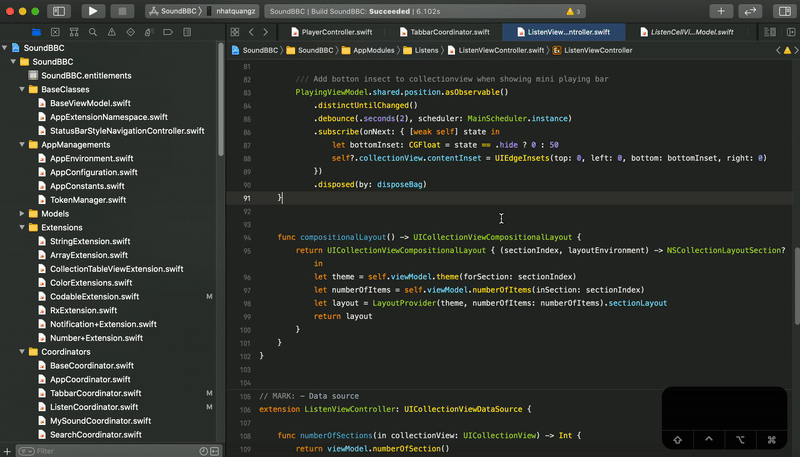 SoundBBC
nhatquangz
SoundBBC | Build SoundBBC: Succeeded | 6.102s
3
PlayerController.swift
TabbarCoordinator.swift
ListenView...ntroller.swift
ListenCellVi...Model.swift
SoundBBC
SoundBBC
AppModules
Listens
ListenViewController.swift
ListenViewController
SoundBBC
SoundBBC
SoundBBC.entitlements
BaseClasses
BaseViewModel.swift
AppExtensionNamespace.swift
StatusBarStyleNavigationController.swift
AppManagements
AppEnvironment.swift
AppConfiguration.swift
AppConstants.swift
TokenManager.swift
Models
Extensions
StringExtension.swift
ArrayExtension.swift
CollectionTableViewExtension.swift
ColorExtensions.swift
CodableExtension.swift M
RxExtension.swift
Notification+Extension.swift
Number+Extension.swift
Coordinators
BaseCoordinator.swift
AppCoordinator.swift
TabbarCoordinator.swift M
ListenCoordinator.swift M
MySoundCoordinator.swift
SearchCoordinator.swift
Filter
81
82 /// Add botton insect to collectionview when showing mini playing bar
83 PlayingViewModel.shared.position.asObservable()
84 .distinctUntilChanged()
85 .debounce(.seconds(2), scheduler: MainScheduler.instance)
86 .subscribe(onNext: { [weak self] state in
87 let bottomInset: CGFloat = state == .hide ? 0 : 50
88 self?.collectionView.contentInset = UIEdgeInsets(top: 0, left: 0, bottom: bottomInset, right: 0)
89 })
90 .disposed(by: disposeBag)
91 }
92
93
94 func compositionalLayout() -> UICollectionViewCompositionalLayout {
95 return UICollectionViewCompositionalLayout { (sectionIndex, layoutEnvironment) -> NSCollectionLayoutSection?
in
96 let theme = self.viewModel.theme(forSection: sectionIndex)
97 let numberOfItems = self.viewModel.numberOfItems(inSection: sectionIndex)
98 let layout = LayoutProvider(theme, numberOfItems: numberOfItems).sectionLayout
99 return layout
100 }
101 }
102 }
103
104
105 // MARK: - Data source
106 extension ListenViewController: UICollectionViewDataSource {
107
108 func numberOfSections(in collectionView: UICollectionView) -> Int {
109 return viewModel.numberOfSection()